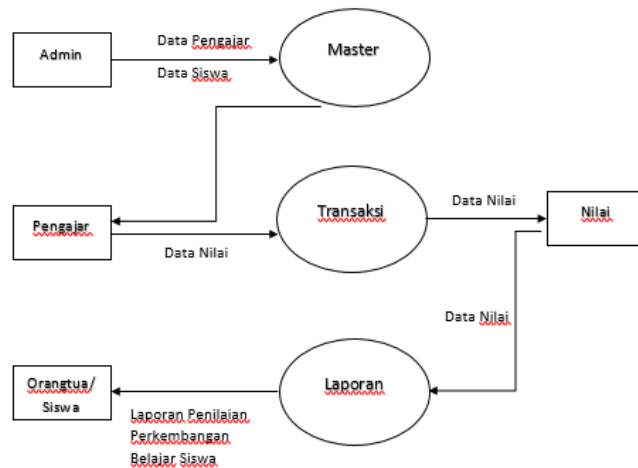 Data Pengajar
Master
Admin
Data Siswa
Transaksi
Data Nilai
Nilai
Pengajar
Data Nilai
Data Nilai
Orangtua/
Siswa
Laporan
Laporan Penilaian
Perkembangan
Belajar Siswa